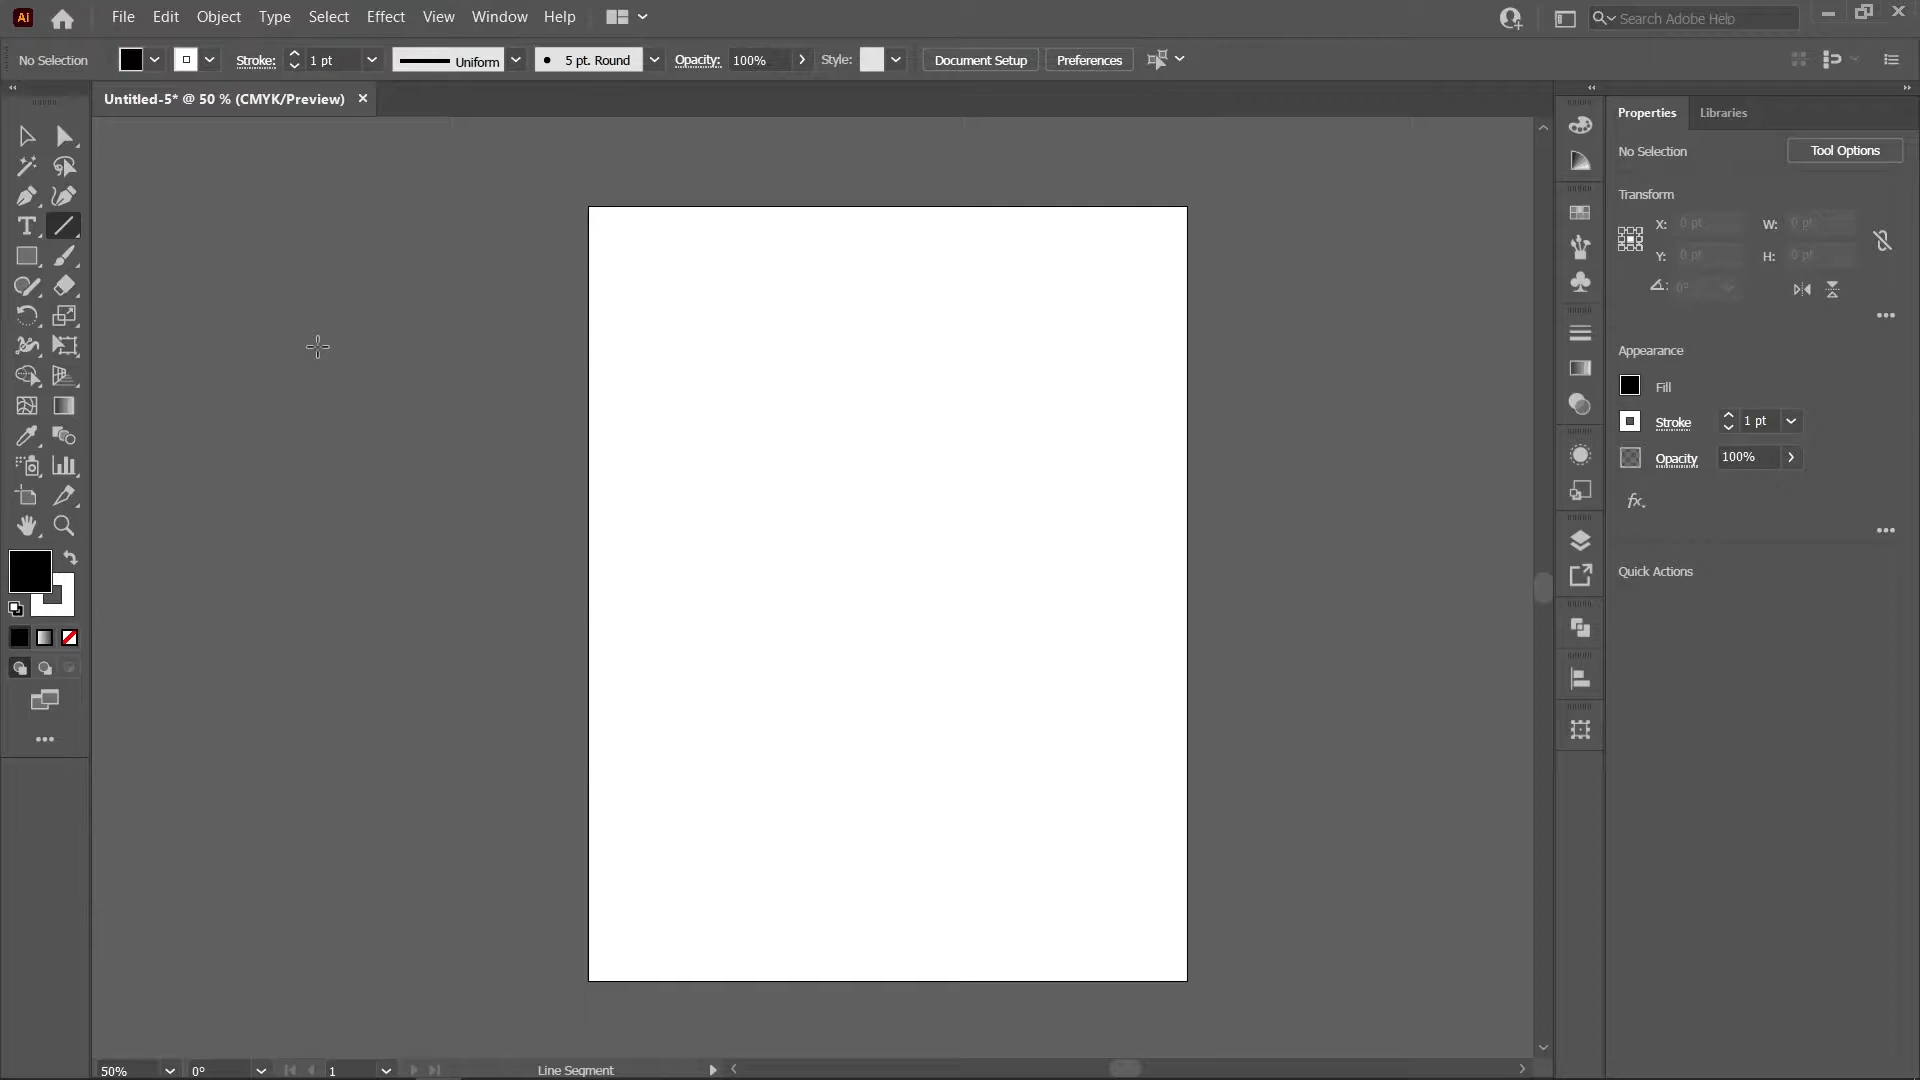 Ai File Edit Object Type Select Effect View Window Help Search Adobe Help
No Selection Stroke: 1 pt Uniform 5 pt. Round Opacity: 100% Style: Document Setup Preferences
Untitled-5* @ 50 % (CMYK/Preview)
Properties Libraries
No Selection Tool Options
Transform
X: 0 pt W: 0 pt
Y: 0 pt H: 0 pt
0°
Appearance
Fill
Stroke 1 pt
Opacity 100%
fx.
Quick Actions
T
50% 0° 1 Line Segment